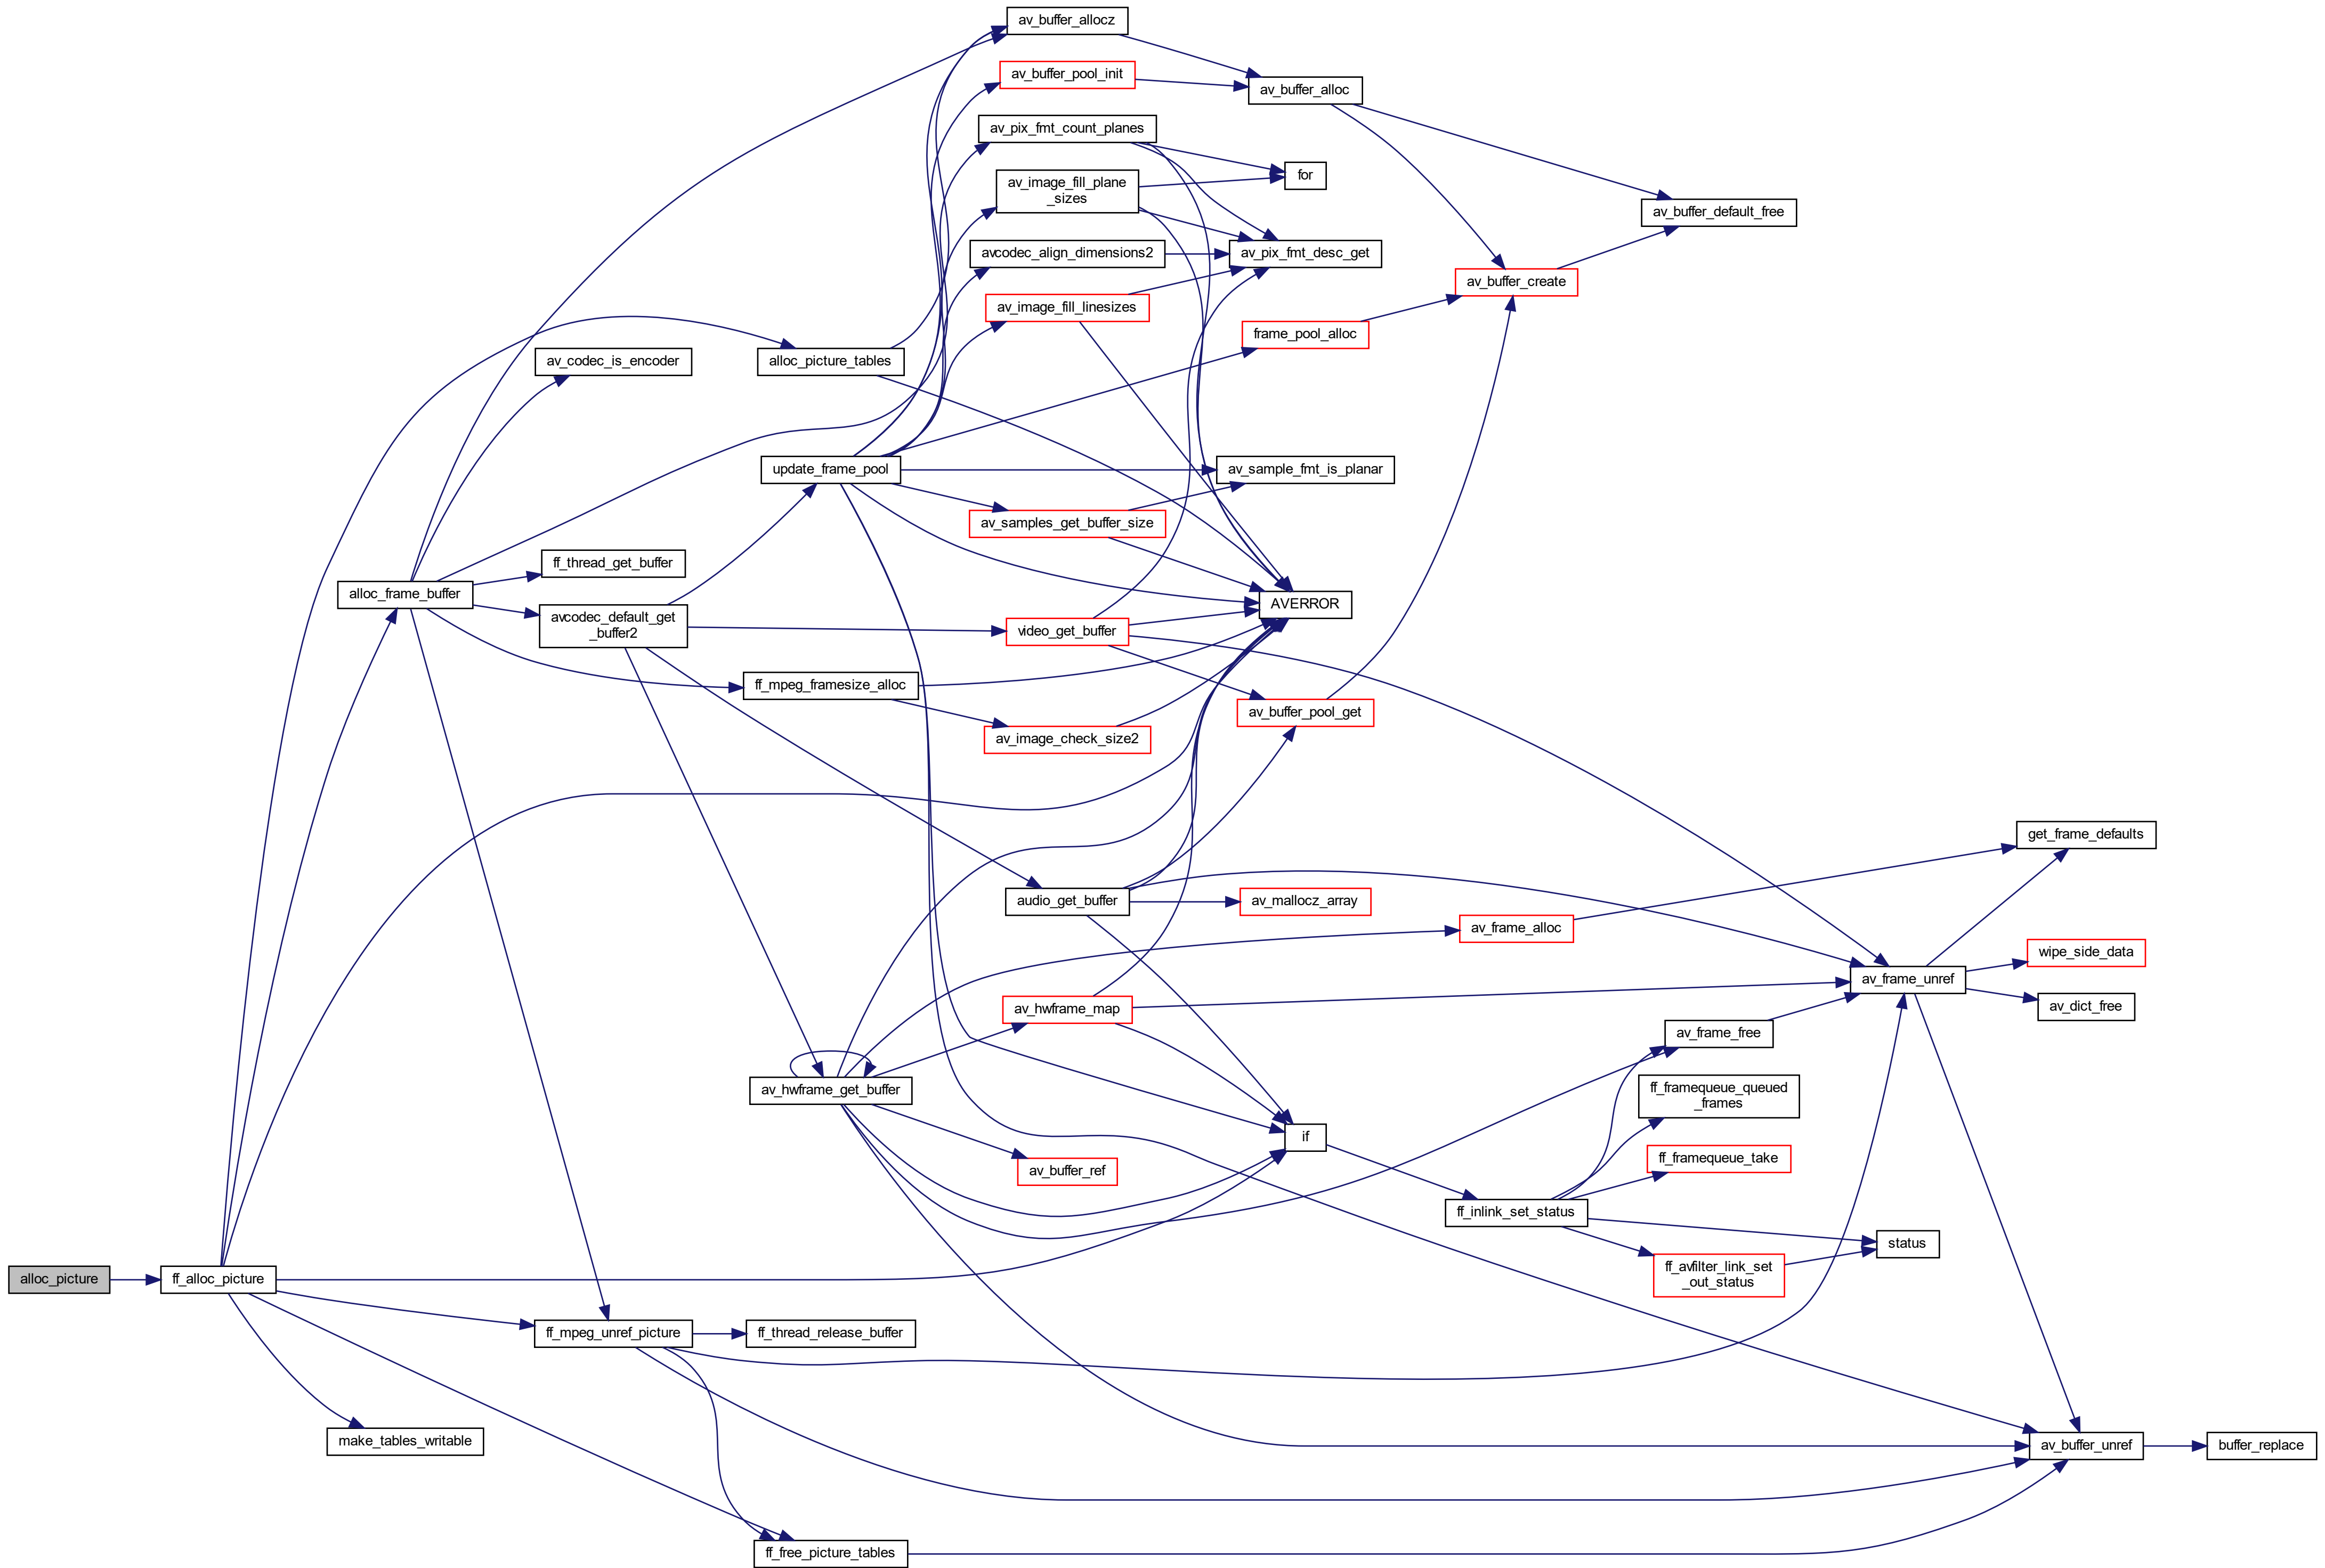 av_buffer_allocz
av_buffer_pool_init
av_buffer_alloc
av_pix_fmt_count_planes
for
av_image_fill_plane
_sizes
av_buffer_default_free
avcodec_align_dimensions2
av_pix_fmt_desc_get
av_buffer_create
av_image_fill_linesizes
frame_pool_alloc
av_codec_is_encoder
alloc_picture_tables
update_frame_pool
av_sample_fmt_is_planar
av_samples_get_buffer_size
ff_thread_get_buffer
alloc_frame_buffer
AVERROR
avcodec_default_get
_buffer2
video_get_buffer
ff_mpeg_framesize_alloc
av_buffer_pool_get
av_image_check_size2
get_frame_defaults
audio_get_buffer
av_mallocz_array
av_frame_alloc
wipe_side_data
av_frame_unref
av_hwframe_map
av_dict_free
av_frame_free
av_hwframe_get_buffer
ff_framequeue_queued
_frames
if
av_buffer_ref
ff_framequeue_take
ff_inlink_set_status
status
alloc_picture
ff_alloc_picture
ff_avfilter_link_set
_out_status
ff_mpeg_unref_picture
ff_thread_release_buffer
make_tables_writable
av_buffer_unref
buffer_replace
ff_free_picture_tables